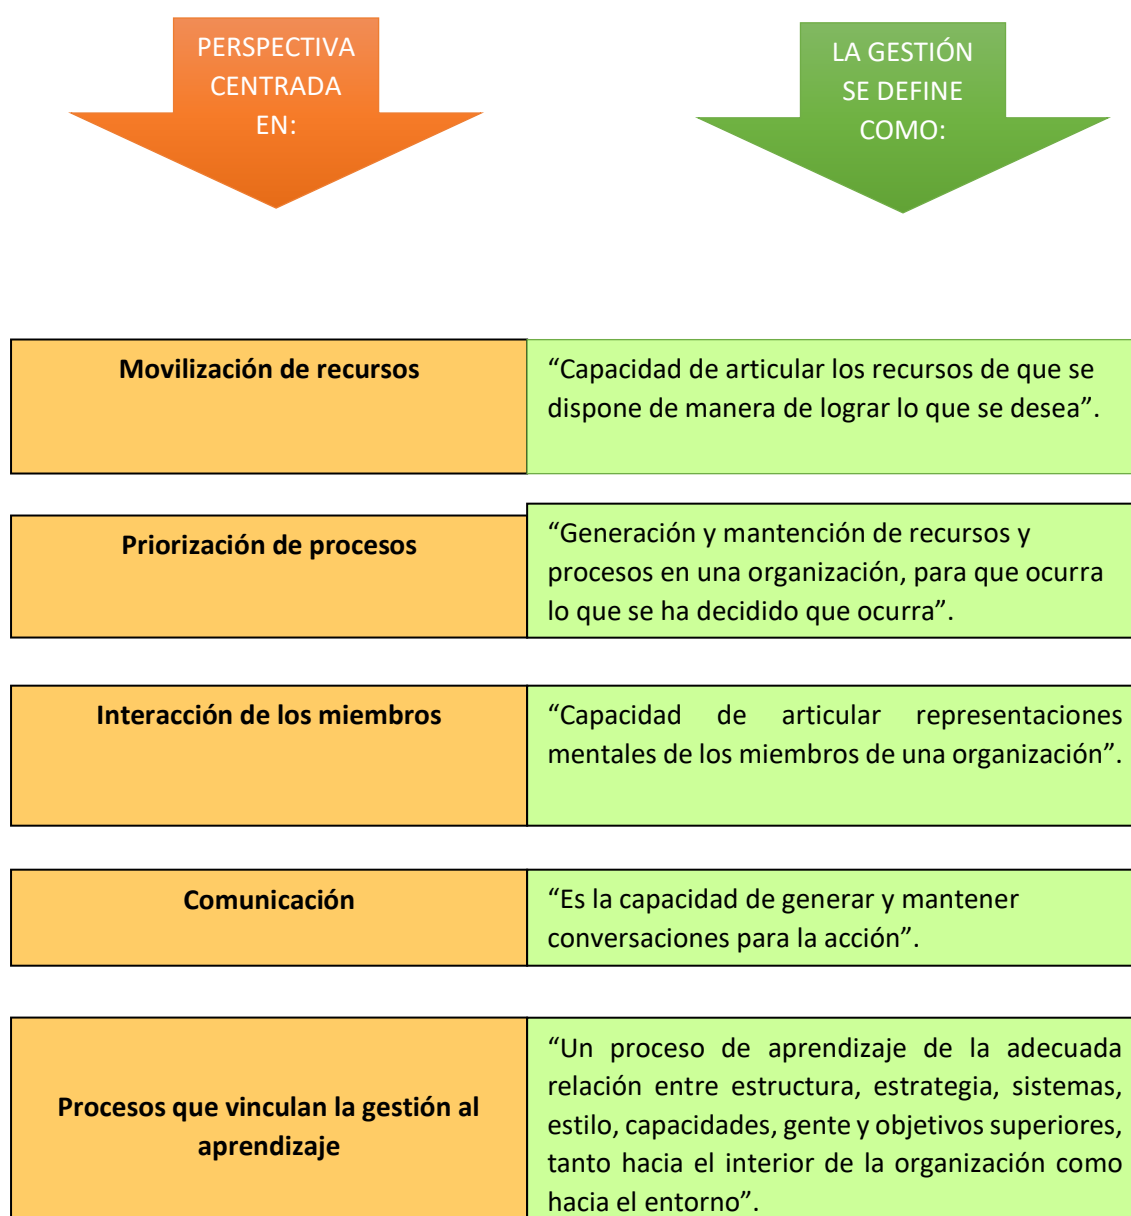 PERSPECTIVA
CENTRADA
EN:
LA GESTIÓN
SE DEFINE
COMO:
Movilización de recursos
“Capacidad de articular los recursos de que se
dispone de manera de lograr lo que se desea”.
Priorización de procesos
“Generación y mantención de recursos y
procesos en una organización, para que ocurra
lo que se ha decidido que ocurra”.
Interacción de los miembros
“Capacidad de articular representaciones
mentales de los miembros de una organización”.
Comunicación
“Es la capacidad de generar y mantener
conversaciones para la acción”.
Procesos que vinculan la gestión al
aprendizaje
“Un proceso de aprendizaje de la adecuada
relación entre estructura, estrategia, sistemas,
estilo, capacidades, gente y objetivos superiores,
tanto hacia el interior de la organización como
hacia el entorno”.